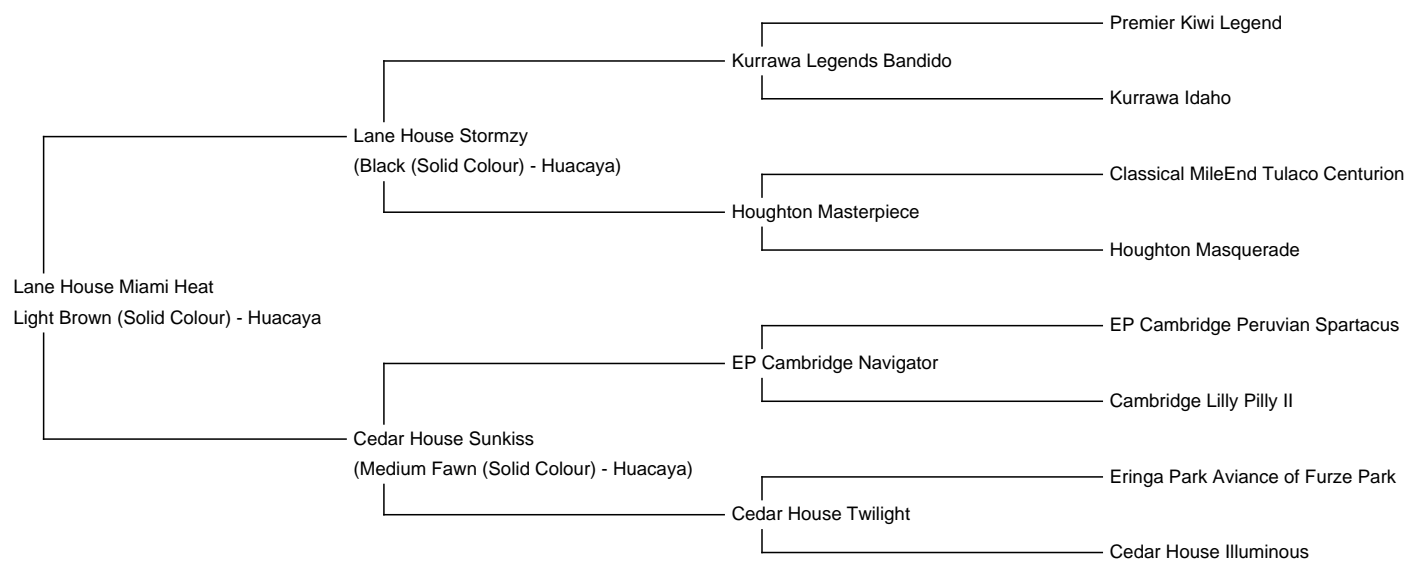 Premier Kiwi Legend
Kurrawa Legends Bandido
Kurrawa Idaho
Lane House Stormzy
(Black (Solid Colour) - Huacaya)
Classical MileEnd Tulaco Centurion
Houghton Masterpiece
Houghton Masquerade
Lane House Miami Heat
Light Brown (Solid Colour) - Huacaya
EP Cambridge Peruvian Spartacus
EP Cambridge Navigator
Cambridge Lilly Pilly II
Cedar House Sunkiss
(Medium Fawn (Solid Colour) - Huacaya)
Eringa Park Aviance of Furze Park
Cedar House Twilight
Cedar House Illuminous